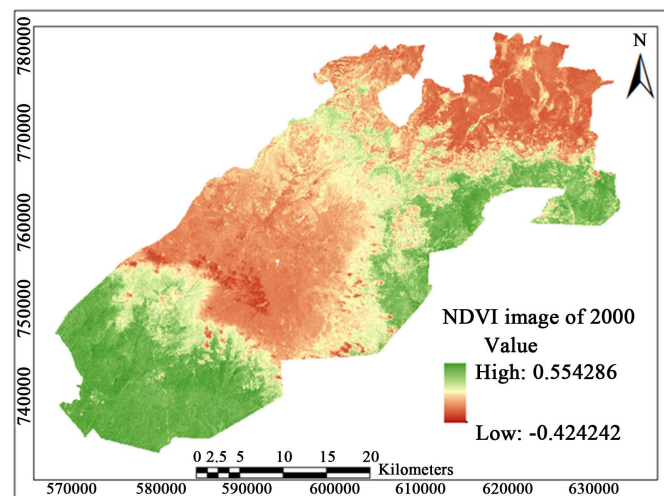 780000
770000
760000
750000
740000
N
NDVI image of 2000
Value
High: 0.554286
Low: -0.424242
0 2.5 5 10 15 20
Kilometers
570000 580000 590000 600000 610000 620000 630000